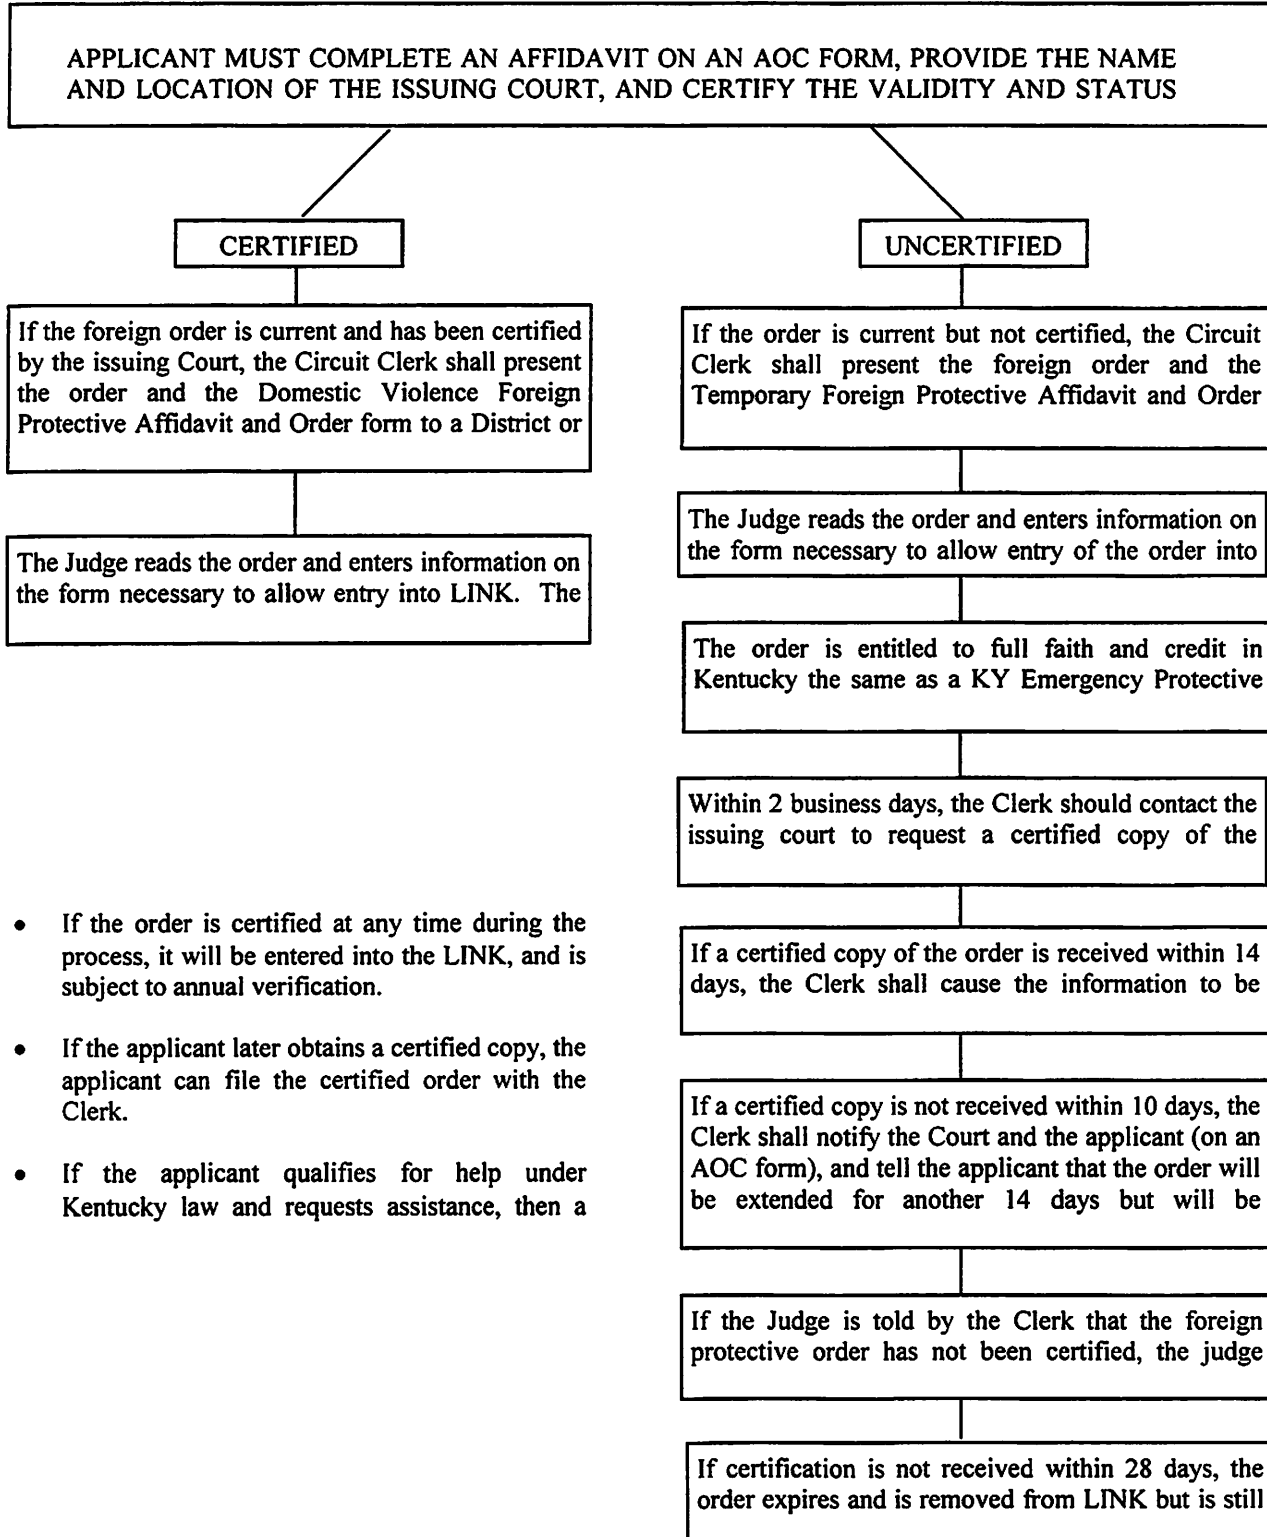 APPLICANT MUST COMPLETE AN AFFIDAVIT ON AN AOC FORM, PROVIDE THE NAME
AND LOCATION OF THE ISSUING COURT, AND CERTIFY THE VALIDITY AND STATUS
CERTIFIED
If the foreign order is current and has been certified
by the issuing Court, the Circuit Clerk shall present
the order and the Domestic Violence Foreign
Protective Affidavit and Order form to a District or
The Judge reads the order and enters information on
the form necessary to allow entry into LINK. The
• If the order is certified at any time during the
process, it will be entered into the LINK, and is
subject to annual verification.
• If the applicant later obtains a certified copy, the
applicant can file the certified order with the
Clerk.
• If the applicant qualifies for help under
Kentucky law and requests assistance, then a
UNCERTIFIED
If the order is current but not certified, the Circuit
Clerk shall present the foreign order and the
Temporary Foreign Protective Affidavit and Order
The Judge reads the order and enters information on
the form necessary to allow entry of the order into
The order is entitled to full faith and credit in
Kentucky the same as a KY Emergency Protective
Within 2 business days, the Clerk should contact the
issuing court to request a certified copy of the
If a certified copy of the order is received within 14
days, the Clerk shall cause the information to be
If a certified copy is not received within 10 days, the
Clerk shall notify the Court and the applicant (on an
AOC form), and tell the applicant that the order will
be extended for another 14 days but will be
If the Judge is told by the Clerk that the foreign
protective order has not been certified, the judge
If certification is not received within 28 days, the
order expires and is removed from LINK but is still